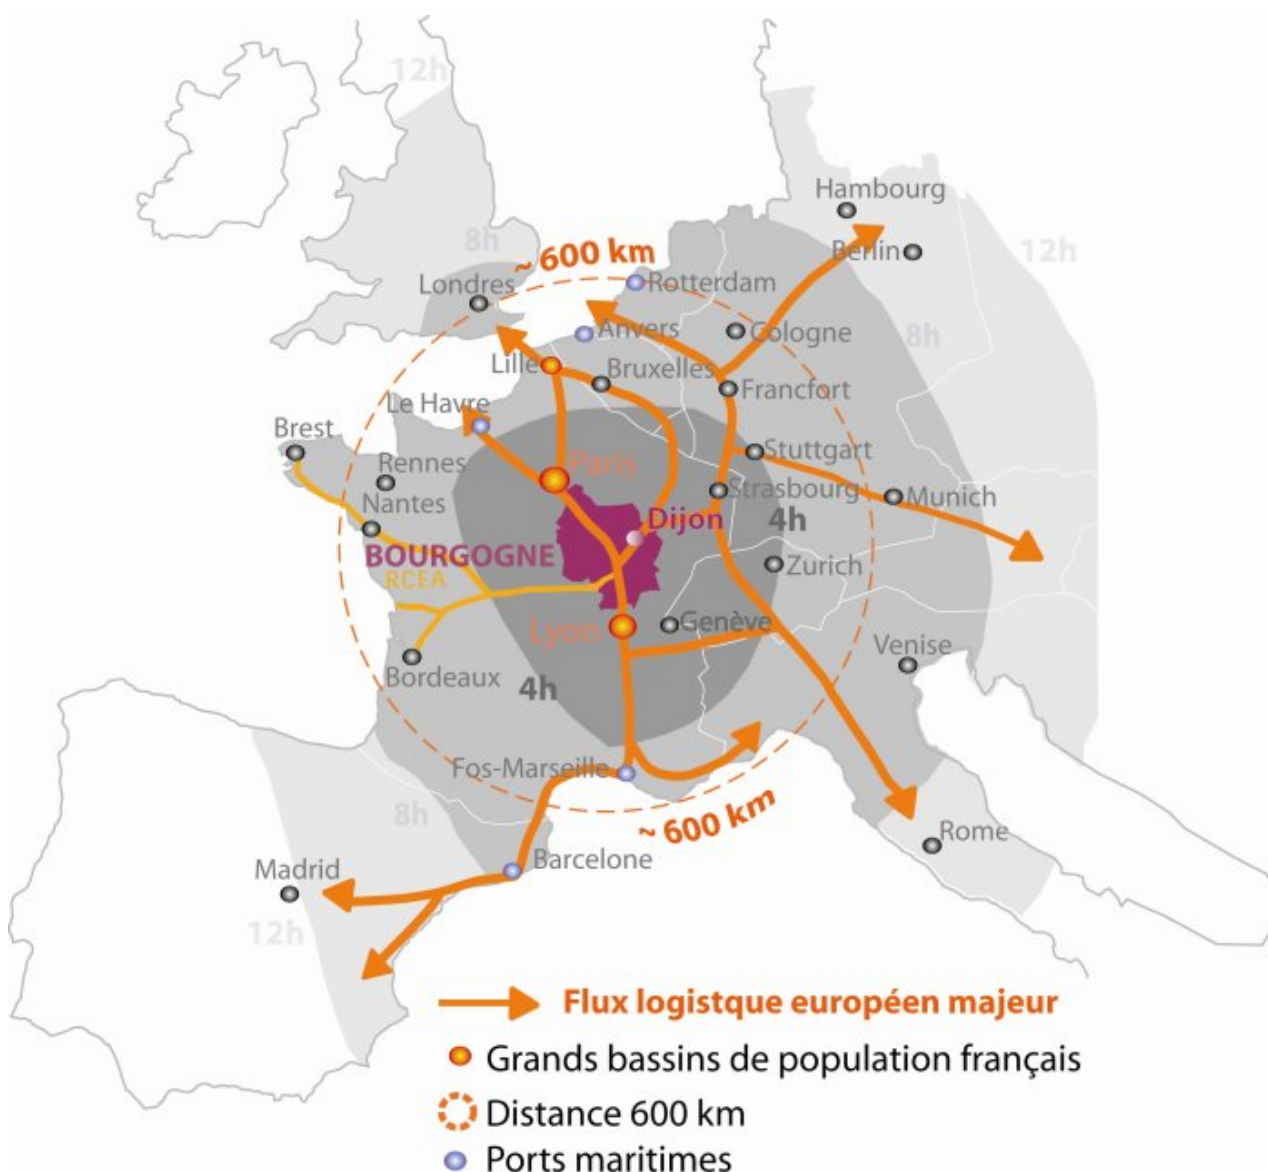 12h
Hambourg
8h
~ 600 km
Berlin
12h
Londres
Rotterdam
Anvers
Cologne
8h
Lille
Bruxelles
Francfort
Le Havre
Brest
Rennes
Paris
Stuttgart
Nantes
Strasbourg
Munich
Dijon
4h
BOURGOGNE
Zurich
RCEA
Lyon
Genève
Venise
Bordeaux
4h
Fos-Marseille
8h
~ 600 km
Rome
Madrid
Barcelone
12h
Flux logistque européen majeur
Grands bassins de population français
Distance 600 km
Ports maritimes